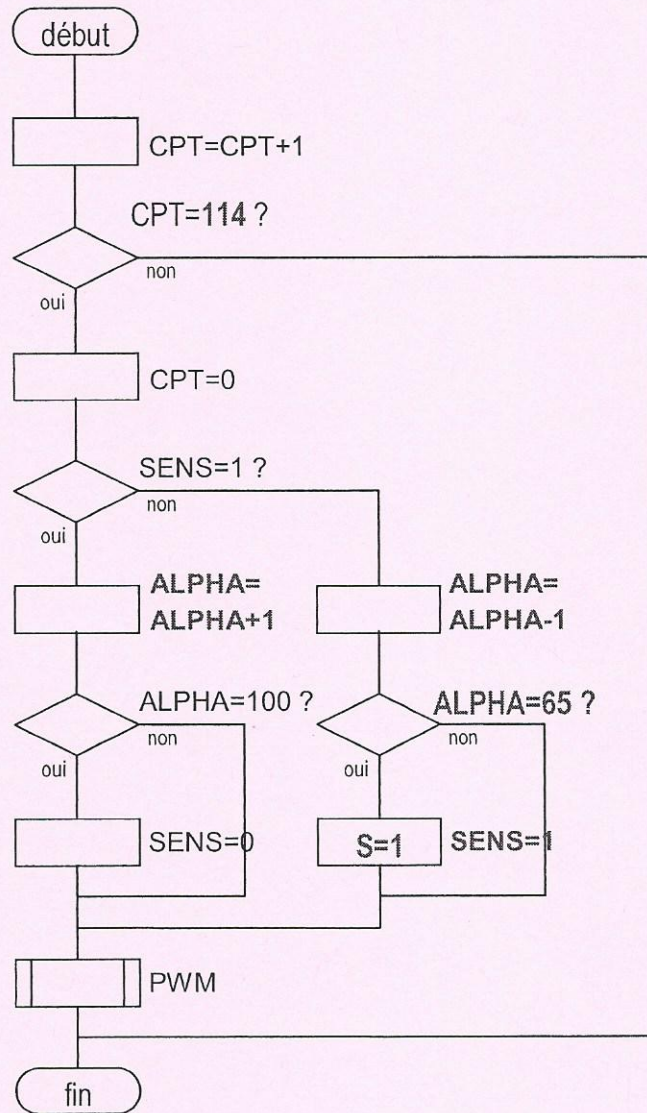 début
CPT=CPT+1
CPT=114 ?
non
oui
CPT=0
SENS=1 ?
non
oui
ALPHA=
ALPHA+1
ALPHA=
ALPHA-1
ALPHA=100 ?
non
oui
ALPHA=65 ?
non
oui
SENS=0
S=1
SENS=1
PWM
fin